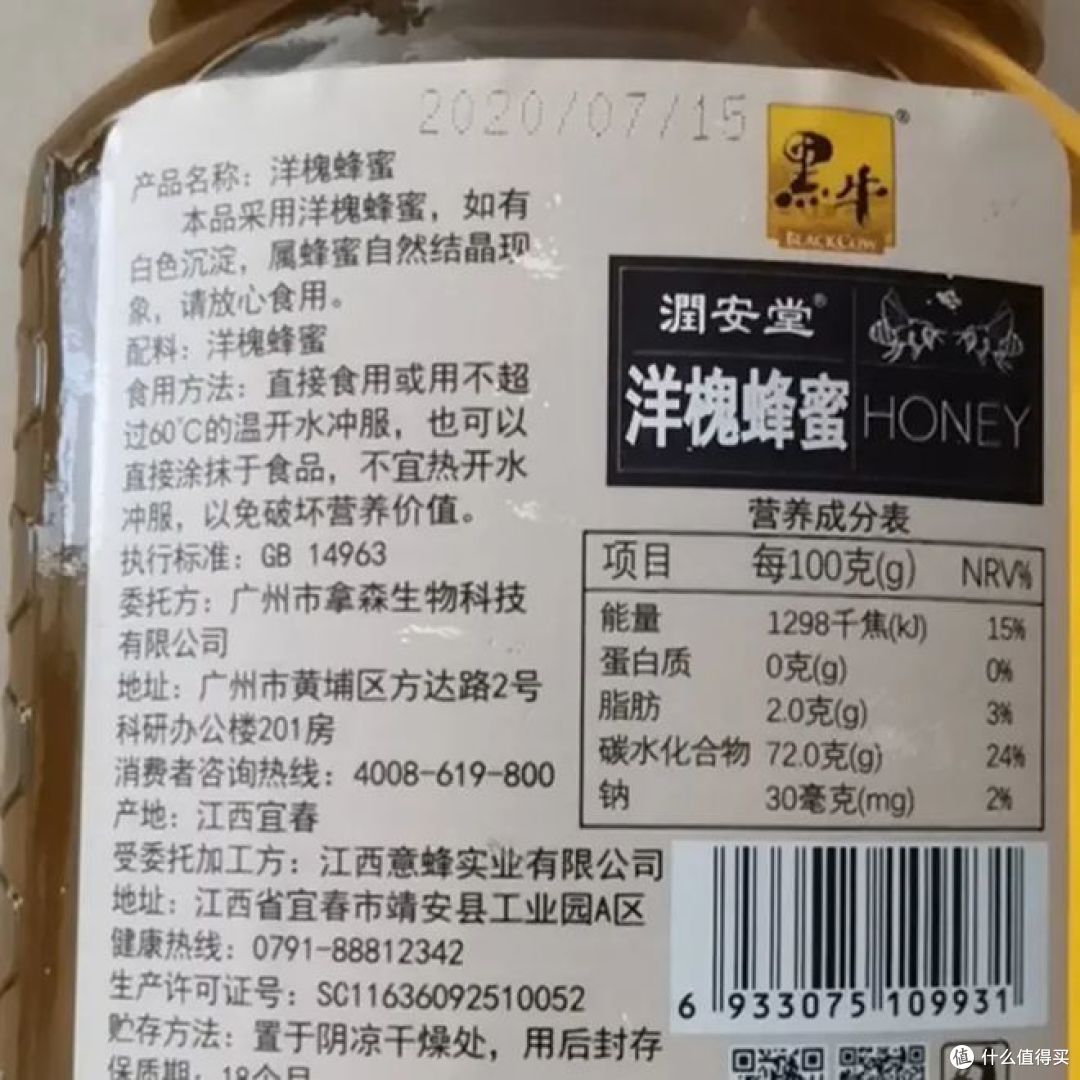 2020/07/15
黑牛®
BLACKCOW
产品名称：洋槐蜂蜜
本品采用洋槐蜂蜜，如有
白色沉淀，属蜂蜜自然结晶现
象，请放心食用。
配料：洋槐蜂蜜
食用方法：直接食用或用不超
过60℃的温开水冲服，也可以
直接涂抹于食品，不宜热开水
冲服，以免破坏营养价值。
执行标准：GB 14963
委托方：广州市拿森生物科技
有限公司
地址：广州市黄埔区方达路2号
科研办公楼201房
消费者咨询热线：4008-619-800
产地：江西宜春
受委托加工方：江西意蜂实业有限公司
地址：江西省宜春市靖安县工业园A区
健康热线：0791-88812342
生产许可证号：SC11636092510052
贮存方法：置于阴凉干燥处，用后封存
保质期：18个月
潤安堂®
洋槐蜂蜜 HONEY
营养成分表
项目 每100克(g) NRV%
能量 1298千焦(kJ) 15%
蛋白质 0克(g) 0%
脂肪 2.0克(g) 3%
碳水化合物 72.0克(g) 24%
钠 30毫克(mg) 2%
6 933075 109931
值 什么值得买